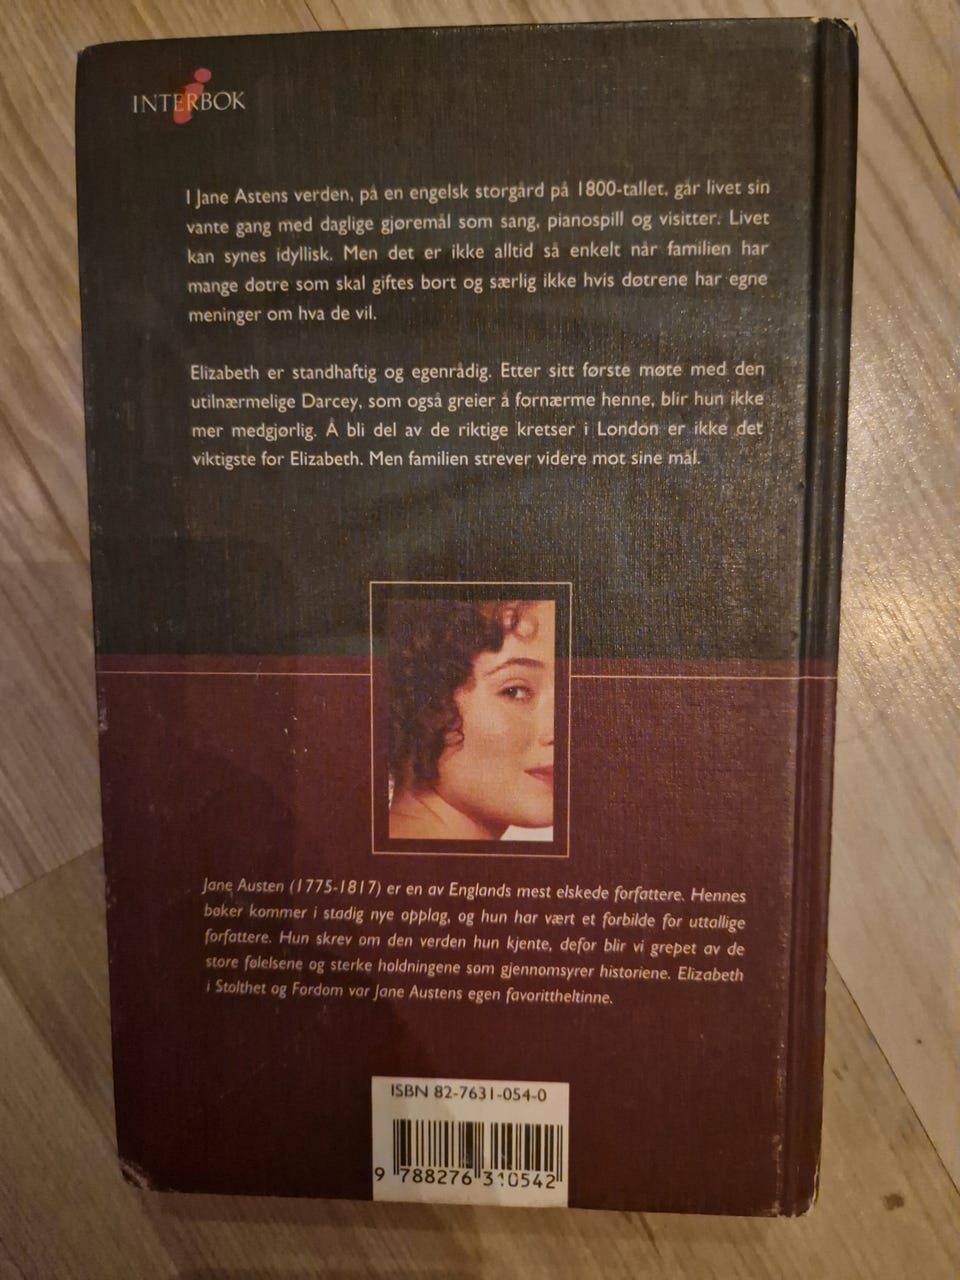 INTERBOK
I Jane Astens verden, på en engelsk storgård på 1800-tallet, går livet sin
vante gang med daglige gjøremål som sang, pianospill og visitter. Livet
kan synes idyllisk. Men det er ikke alltid så enkelt når familien har
mange døtre som skal giftes bort og særlig ikke hvis døtrene har egne
meninger om hva de vil.
Elizabeth er standhaftig og egenrådig. Etter sitt første møte med den
utilnærmelige Darcey, som også greier å fornærme henne, blir hun ikke
mer medgjørlig. Å bli del av de riktige kretser i London er ikke det
viktigste for Elizabeth. Men familien strever videre mot sine mål.
Jane Austen (1775-1817) er en av Englands mest elskede forfattere. Hennes
bøker kommer i stadig nye opplag, og hun har vært et forbilde for uttallige
forfattere. Hun skrev om den verden hun kjente, defor blir vi grepet av de
store følelsene og sterke holdningene som gjennomsyrer historiene. Elizabeth
i Stolthet og Fordom var Jane Austens egen favorittheltinne.
ISBN 82-7631-054-0
9 788276 310542